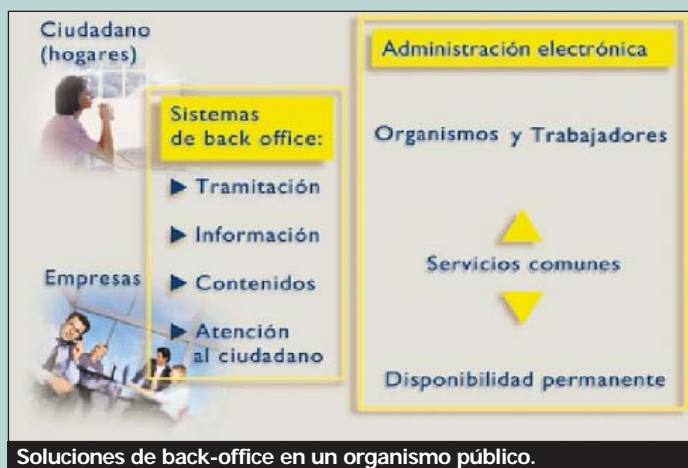 Ciudadano
(hogares)
Sistemas
de back office:
▶ Tramitación
▶ Información
Empresas
▶ Contenidos
▶ Atención
al ciudadano
Administración electrónica
Organismos y Trabajadores
Servicios comunes
Disponibilidad permanente
Soluciones de back-office en un organismo público.